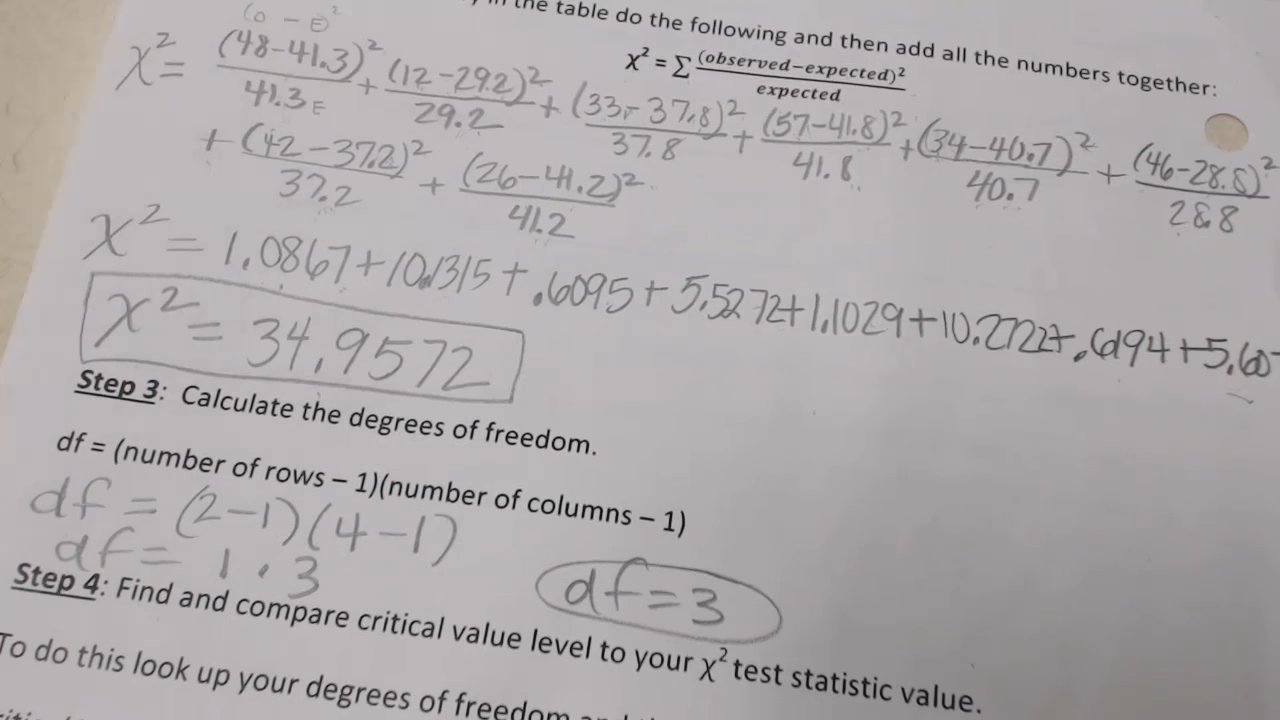 in the table do the following and then add all the numbers together:
χ² = Σ (observed−expected)² / expected
(O − E)²
χ² = (48−41.3)² / 41.3 E + (12−29.2)² / 29.2 + (33−37.8)² / 37.8 + (57−41.8)² / 41.8 + (34−40.7)² / 40.7 + (46−28.8)² / 28.8
+ (42−37.2)² / 37.2 + (26−41.2)² / 41.2
χ² = 1.0867+10.1315+.6095+5.5272+1.1029+10.2722+.6194+5.60
χ² = 34.9572
Step 3: Calculate the degrees of freedom.
df = (number of rows – 1)(number of columns – 1)
df = (2−1)(4−1)
df = 1 · 3
df=3
Step 4: Find and compare critical value level to your χ² test statistic value.
To do this look up your degrees of freedom